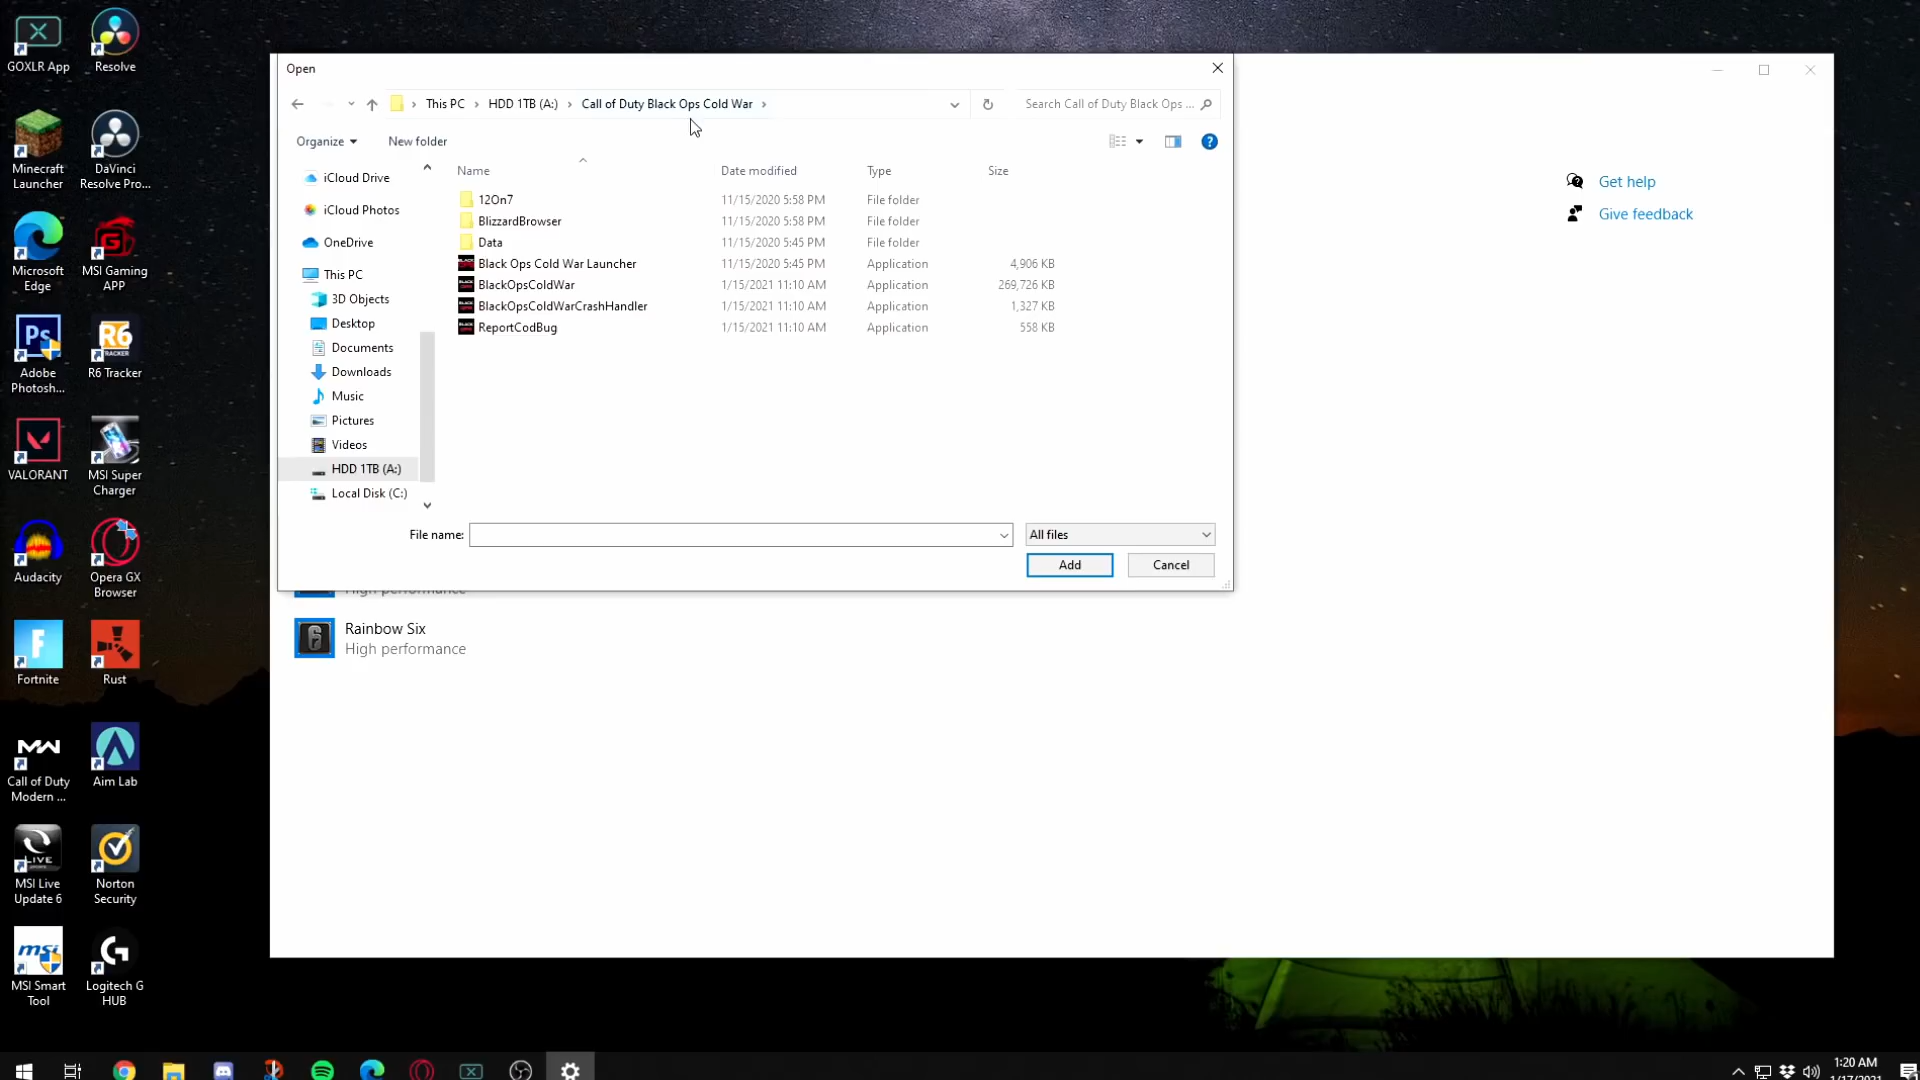 GOXLR App
Resolve
Minecraft
Launcher
DaVinci
Resolve Pro...
Microsoft
Edge
MSI Gaming
APP
Adobe
Photosh...
R6 Tracker
VALORANT
MSI Super
Charger
Audacity
Opera GX
Browser
Fortnite
Rust
Call of Duty
Modern ...
Aim Lab
MSI Live
Update 6
Norton
Security
MSI Smart
Tool
Logitech G
HUB
Open
This PC > HDD 1TB (A:) > Call of Duty Black Ops Cold War >
Search Call of Duty Black Ops ...
Organize
New folder
iCloud Drive
iCloud Photos
OneDrive
This PC
3D Objects
Desktop
Documents
Downloads
Music
Pictures
Videos
HDD 1TB (A:)
Local Disk (C:)
Name Date modified Type Size
12On7 11/15/2020 5:58 PM File folder
BlizzardBrowser 11/15/2020 5:58 PM File folder
Data 11/15/2020 5:45 PM File folder
Black Ops Cold War Launcher 11/15/2020 5:45 PM Application 4,906 KB
BlackOpsColdWar 1/15/2021 11:10 AM Application 269,726 KB
BlackOpsColdWarCrashHandler 1/15/2021 11:10 AM Application 1,327 KB
ReportCodBug 1/15/2021 11:10 AM Application 558 KB
File name:
All files
Add
Cancel
Get help
Give feedback
High performance
Rainbow Six
High performance
1:20 AM
1/17/2021